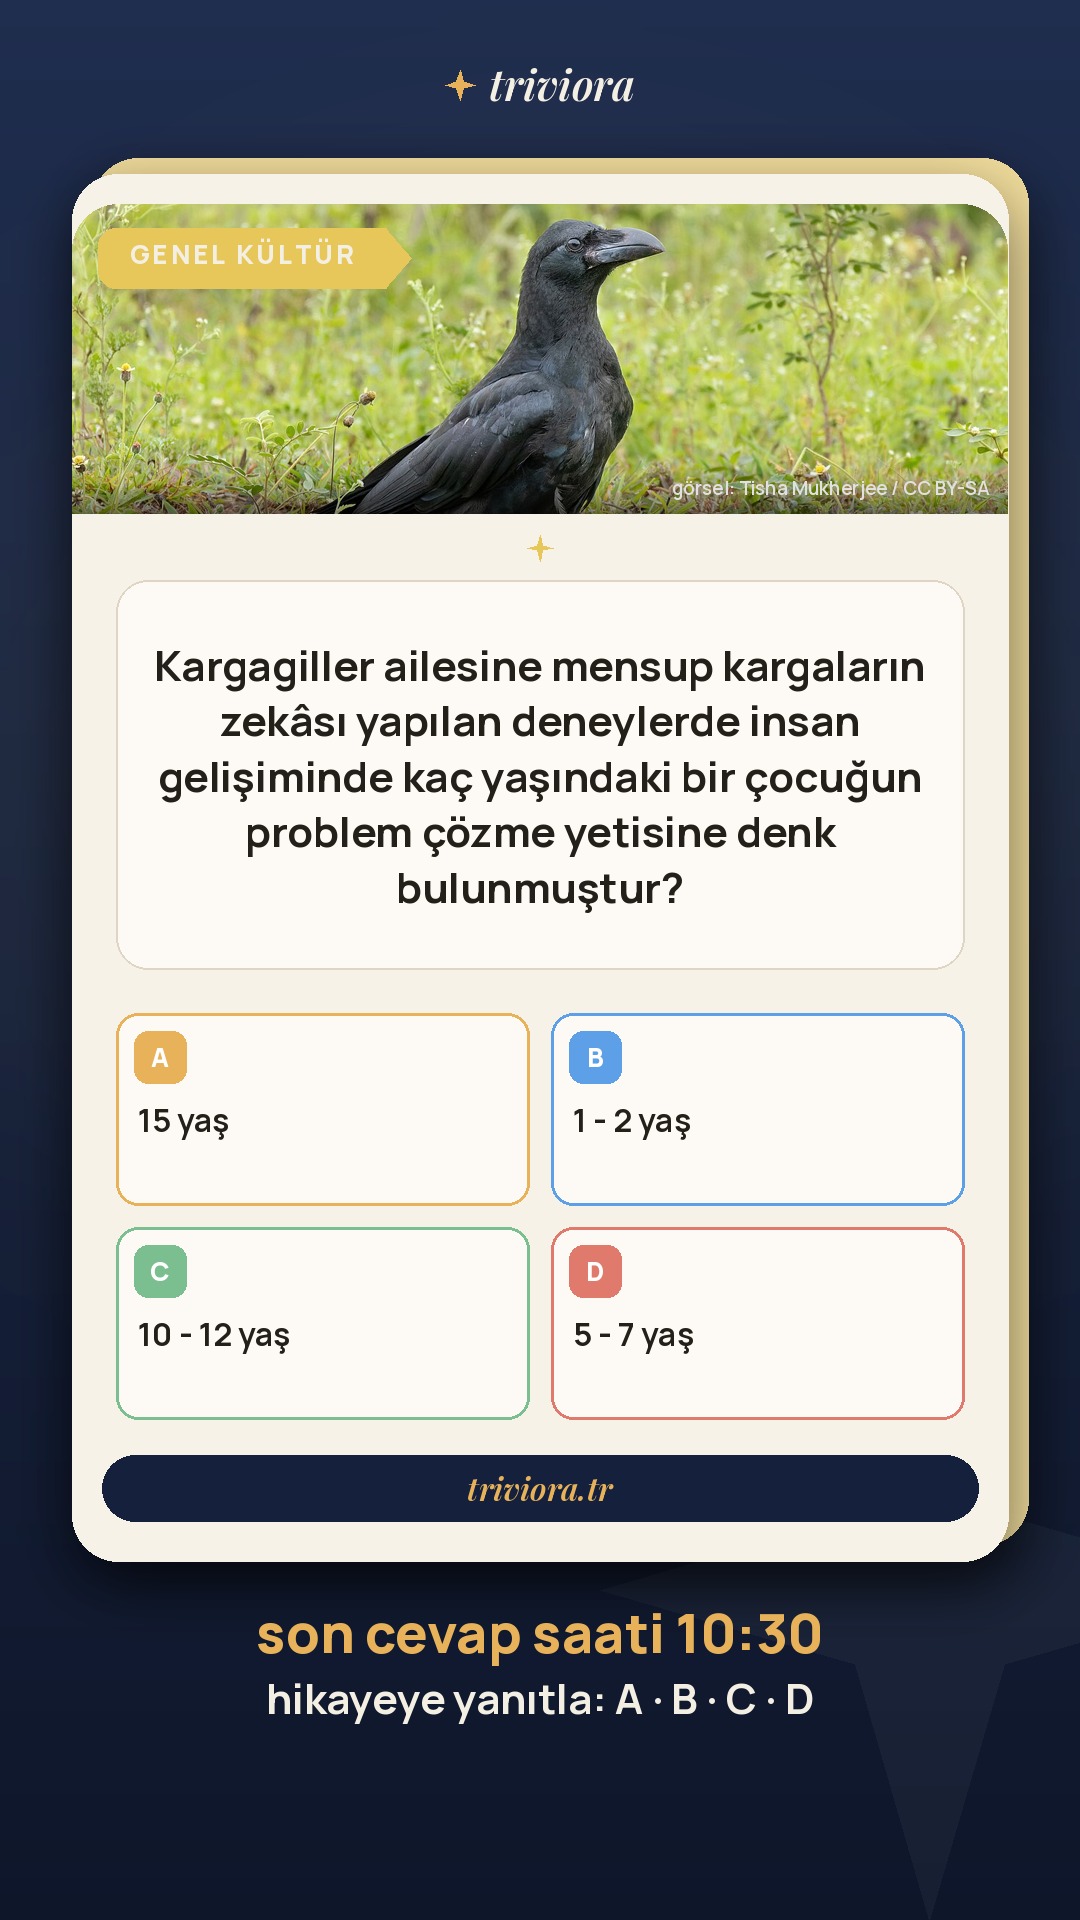 triviora
GENEL KÜLTÜR
görsel: Tisha Mukherjee / CC BY-SA
Kargagiller ailesine mensup kargaların
zekâsı yapılan deneylerde insan
gelişiminde kaç yaşındaki bir çocuğun
problem çözme yetisine denk
bulunmuştur?
A
15 yaş
B
1 - 2 yaş
C
10 - 12 yaş
D
5 - 7 yaş
triviora.tr
son cevap saati 10:30
hikayeye yanıtla: A · B · C · D